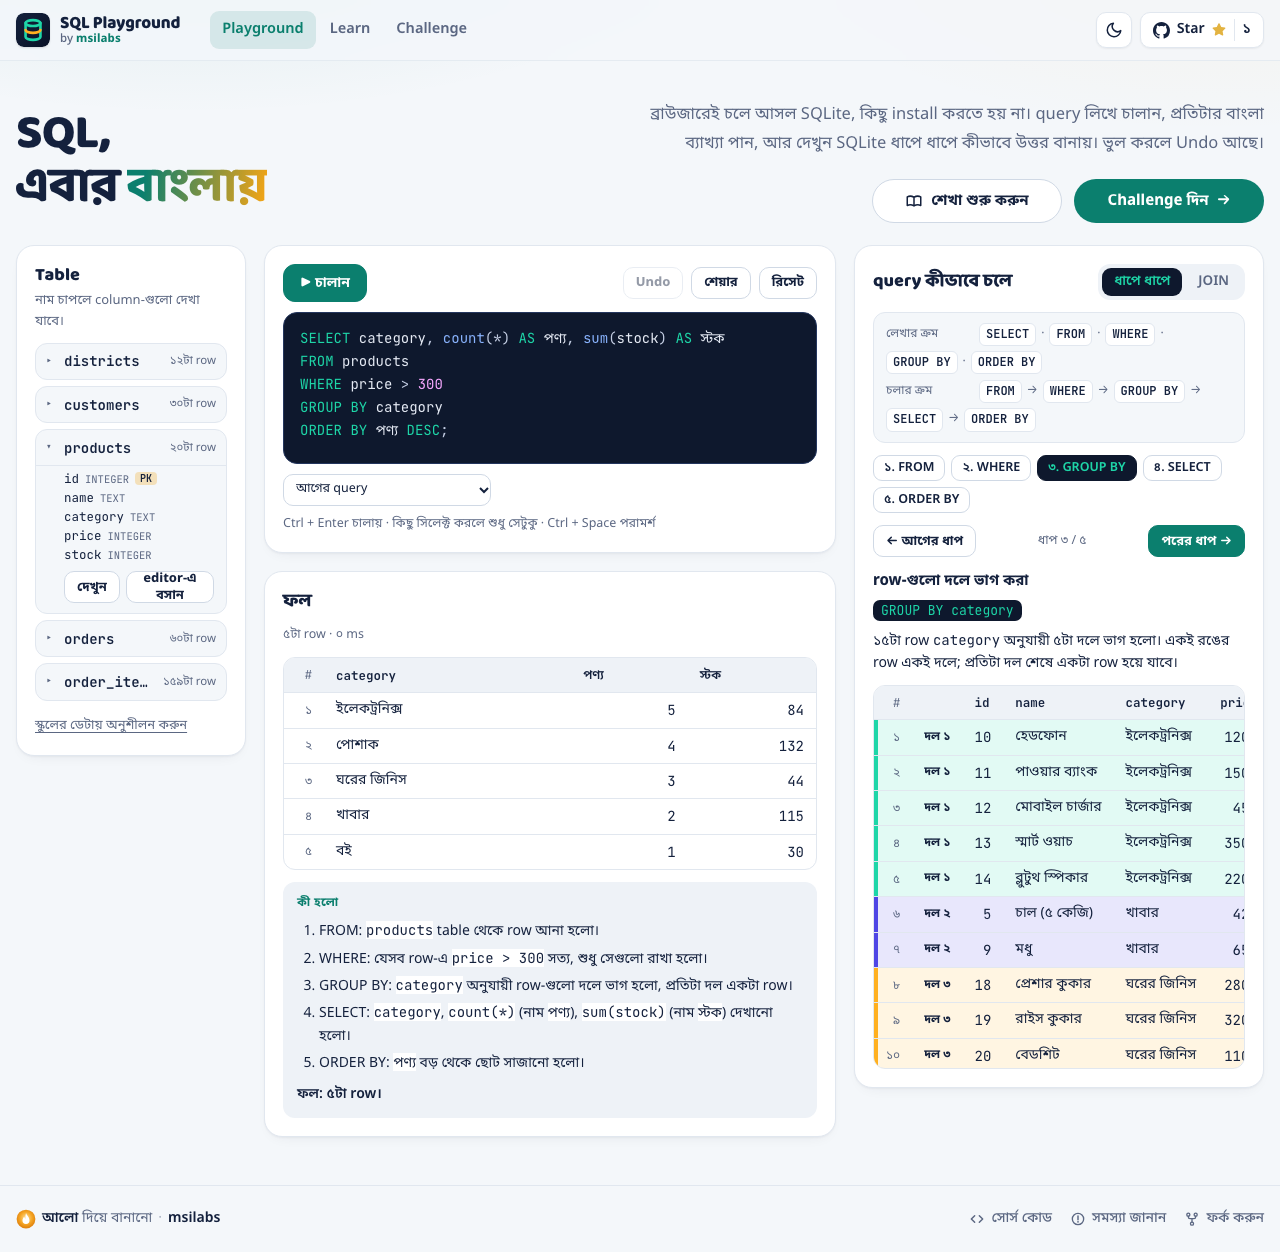 SQL Playground
by msilabs
Playground Learn Challenge
Star ১
SQL,
এবার বাংলায়
ব্রাউজারেই চলে আসল SQLite, কিছু install করতে হয় না। query লিখে চালান, প্রতিটার বাংলা
ব্যাখ্যা পান, আর দেখুন SQLite ধাপে ধাপে কীভাবে উত্তর বানায়। ভুল করলে Undo আছে।
শেখা শুরু করুন
Challenge দিন →
Table
নাম চাপলে column-গুলো দেখা
যাবে।
districts ১২টা row
customers ৩০টা row
products ২০টা row
id INTEGER PK
name TEXT
category TEXT
price INTEGER
stock INTEGER
দেখুন
editor-এ
বসান
orders ৬০টা row
order_ite… ১৫৯টা row
স্কুলের ডেটায় অনুশীলন করুন
চালান Undo শেয়ার রিসেট
SELECT category, count(*) AS পণ্য, sum(stock) AS স্টক
FROM products
WHERE price > 300
GROUP BY category
ORDER BY পণ্য DESC;
আগের query
Ctrl + Enter চালায় · কিছু সিলেক্ট করলে শুধু সেটুকু · Ctrl + Space পরামর্শ
ফল
৫টা row · ০ ms
# category পণ্য স্টক
১ ইলেকট্রনিক্স 5 84
২ পোশাক 4 132
৩ ঘরের জিনিস 3 44
৪ খাবার 2 115
৫ বই 1 30
কী হলো
1. FROM: products table থেকে row আনা হলো।
2. WHERE: যেসব row-এ price > 300 সত্য, শুধু সেগুলো রাখা হলো।
3. GROUP BY: category অনুযায়ী row-গুলো দলে ভাগ হলো, প্রতিটা দল একটা row।
4. SELECT: category, count(*) (নাম পণ্য), sum(stock) (নাম স্টক) দেখানো
হলো।
5. ORDER BY: পণ্য বড় থেকে ছোট সাজানো হলো।
ফল: ৫টা row।
query কীভাবে চলে
ধাপে ধাপে JOIN
লেখার ক্রম SELECT · FROM · WHERE ·
GROUP BY · ORDER BY
চলার ক্রম FROM → WHERE → GROUP BY →
SELECT → ORDER BY
১. FROM ২. WHERE ৩. GROUP BY ৪. SELECT
৫. ORDER BY
← আগের ধাপ ধাপ ৩ / ৫ পরের ধাপ →
row-গুলো দলে ভাগ করা
GROUP BY category
১৫টা row category অনুযায়ী ৫টা দলে ভাগ হলো। একই রঙের
row একই দলে; প্রতিটা দল শেষে একটা row হয়ে যাবে।
# id name category
১ দল ১ 10 হেডফোন ইলেকট্রনিক্স
২ দল ১ 11 পাওয়ার ব্যাংক ইলেকট্রনিক্স
৩ দল ১ 12 মোবাইল চার্জার ইলেকট্রনিক্স
৪ দল ১ 13 স্মার্ট ওয়াচ ইলেকট্রনিক্স
৫ দল ১ 14 ব্লুটুথ স্পিকার ইলেকট্রনিক্স
৬ দল ২ 5 চাল (৫ কেজি) খাবার
৭ দল ২ 9 মধু খাবার
৮ দল ৩ 18 প্রেশার কুকার ঘরের জিনিস
৯ দল ৩ 19 রাইস কুকার ঘরের জিনিস
১০ দল ৩ 20 বেডশিট ঘরের জিনিস
আলো দিয়ে বানানো · msilabs
সোর্স কোড সমস্যা জানান ফর্ক করুন